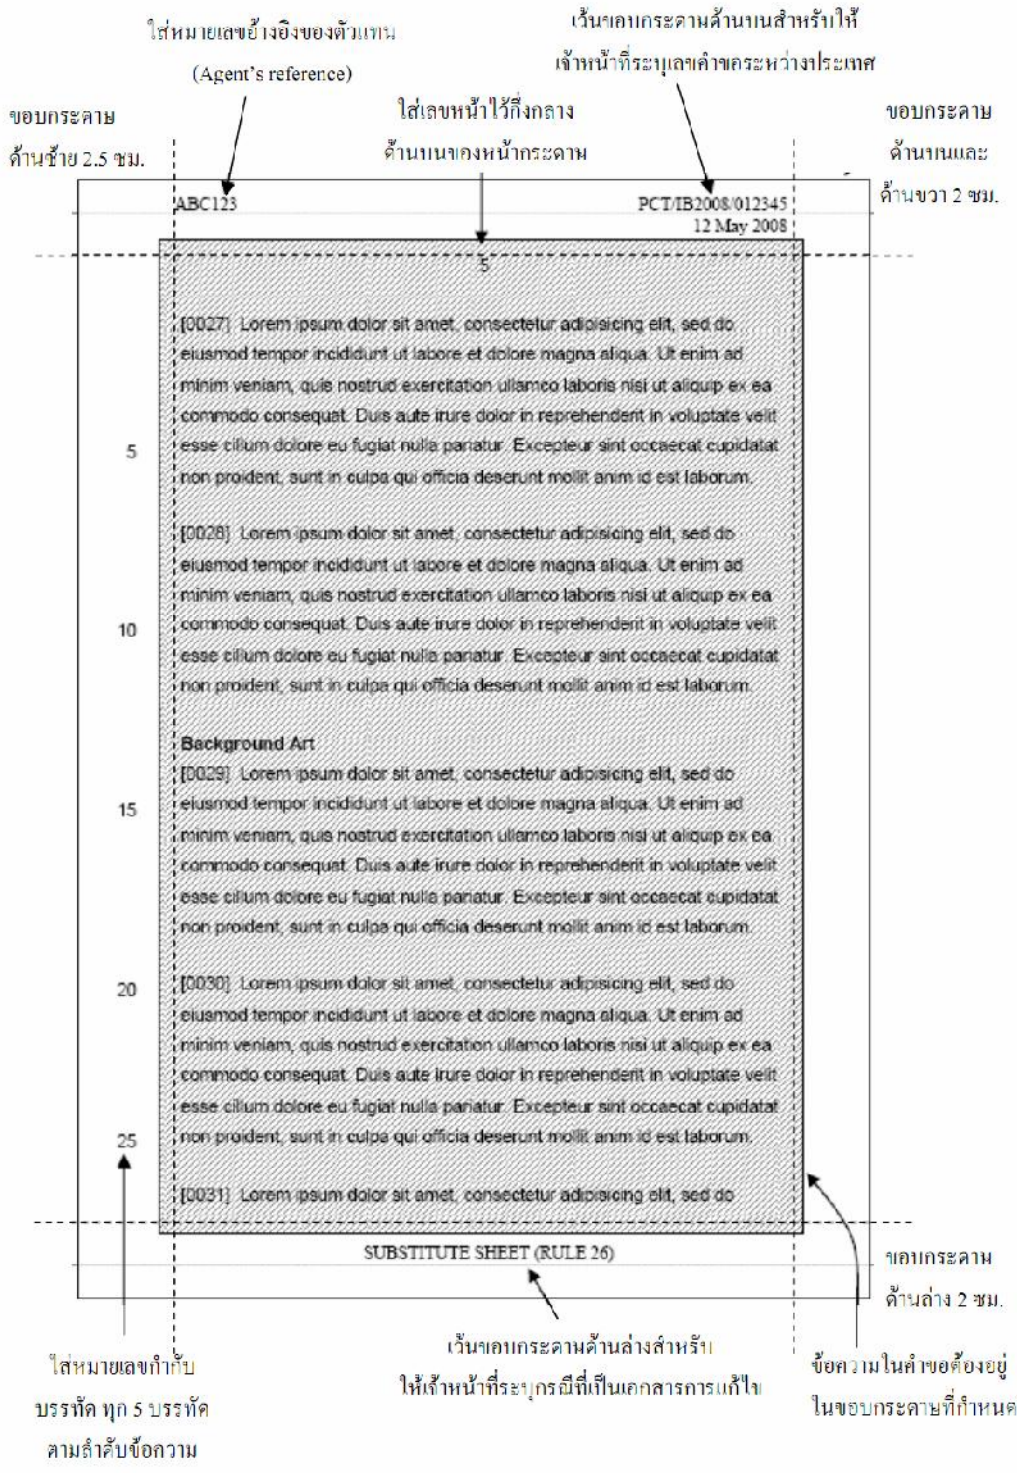 ใส่หมายเลขอ้างอิงของตัวแทน
(Agent's reference)
เว้นขอบกระดาษด้านบนสำหรับให้
เจ้าหน้าที่ระบุเลขคำขอระหว่างประเทศ
ขอบกระดาษ
ด้านซ้าย 2.5 ซม.
ใส่เลขหน้าไว้กึ่งกลาง
ด้านบนของหน้ากระดาษ
ขอบกระดาษ
ด้านบนและ
ด้านขวา 2 ซม.
ABC123
PCT/IB2008/012345
12 May 2008
5
[0027] Lorem ipsum dolor sit amet, consectetur adipisicing elit, sed do
eiusmod tempor incididunt ut labore et dolore magna aliqua. Ut enim ad
minim veniam, quis nostrud exercitation ullamco laboris nisi ut aliquip ex ea
commodo consequat. Duis aute irure dolor in reprehenderit in voluptate velit
5 esse cillum dolore eu fugiat nulla pariatur. Excepteur sint occaecat cupidatat
non proident, sunt in culpa qui officia deserunt mollit anim id est laborum.
[0028] Lorem ipsum dolor sit amet, consectetur adipisicing elit, sed do
eiusmod tempor incididunt ut labore et dolore magna aliqua. Ut enim ad
minim veniam, quis nostrud exercitation ullamco laboris nisi ut aliquip ex ea
10 commodo consequat. Duis aute irure dolor in reprehenderit in voluptate velit
esse cillum dolore eu fugiat nulla pariatur. Excepteur sint occaecat cupidatat
non proident, sunt in culpa qui officia deserunt mollit anim id est laborum.
Background Art
[0029] Lorem ipsum dolor sit amet, consectetur adipisicing elit, sed do
15 eiusmod tempor incididunt ut labore et dolore magna aliqua. Ut enim ad
minim veniam, quis nostrud exercitation ullamco laboris nisi ut aliquip ex ea
commodo consequat. Duis aute irure dolor in reprehenderit in voluptate velit
esse cillum dolore eu fugiat nulla pariatur. Excepteur sint occaecat cupidatat
non proident, sunt in culpa qui officia deserunt mollit anim id est laborum.
20 [0030] Lorem ipsum dolor sit amet, consectetur adipisicing elit, sed do
eiusmod tempor incididunt ut labore et dolore magna aliqua. Ut enim ad
minim veniam, quis nostrud exercitation ullamco laboris nisi ut aliquip ex ea
commodo consequat. Duis aute irure dolor in reprehenderit in voluptate velit
esse cillum dolore eu fugiat nulla pariatur. Excepteur sint occaecat cupidatat
25 non proident, sunt in culpa qui officia deserunt mollit anim id est laborum.
[0031] Lorem ipsum dolor sit amet, consectetur adipisicing elit, sed do
SUBSTITUTE SHEET (RULE 26)
ขอบกระดาษ
ด้านล่าง 2 ซม.
เว้นขอบกระดาษด้านล่างสำหรับ
ให้เจ้าหน้าที่ระบุกรณีที่เป็นเอกสารการแก้ไข
ข้อความในคำขอต้องอยู่
ในขอบกระดาษที่กำหนด
ใส่หมายเลขกำกับ
บรรทัด ทุก 5 บรรทัด
ตามลำดับข้อความ